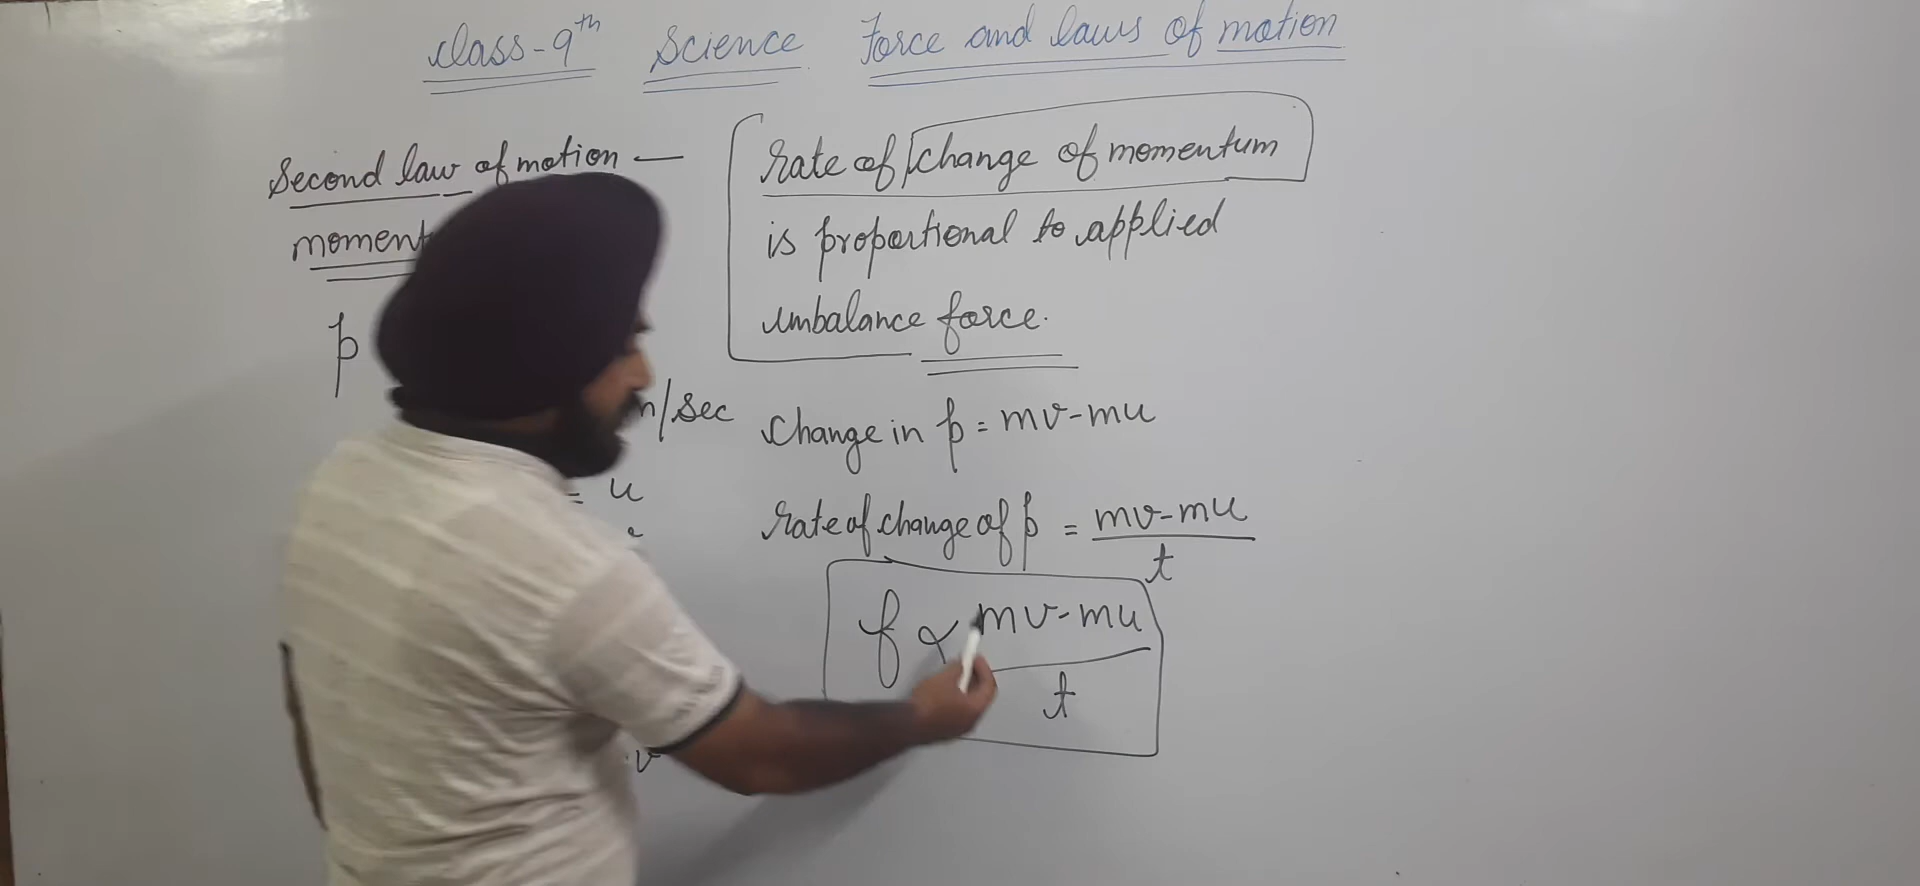 class-9th Science Force and laws of motion
Second law of motion —
p
/sec
= u
v
Rate of change of momentum
is proportional to applied
unbalance force.
Change in p = mv-mu
Rate of change of p = mv-mu
t
f ∝ mv-mu
t